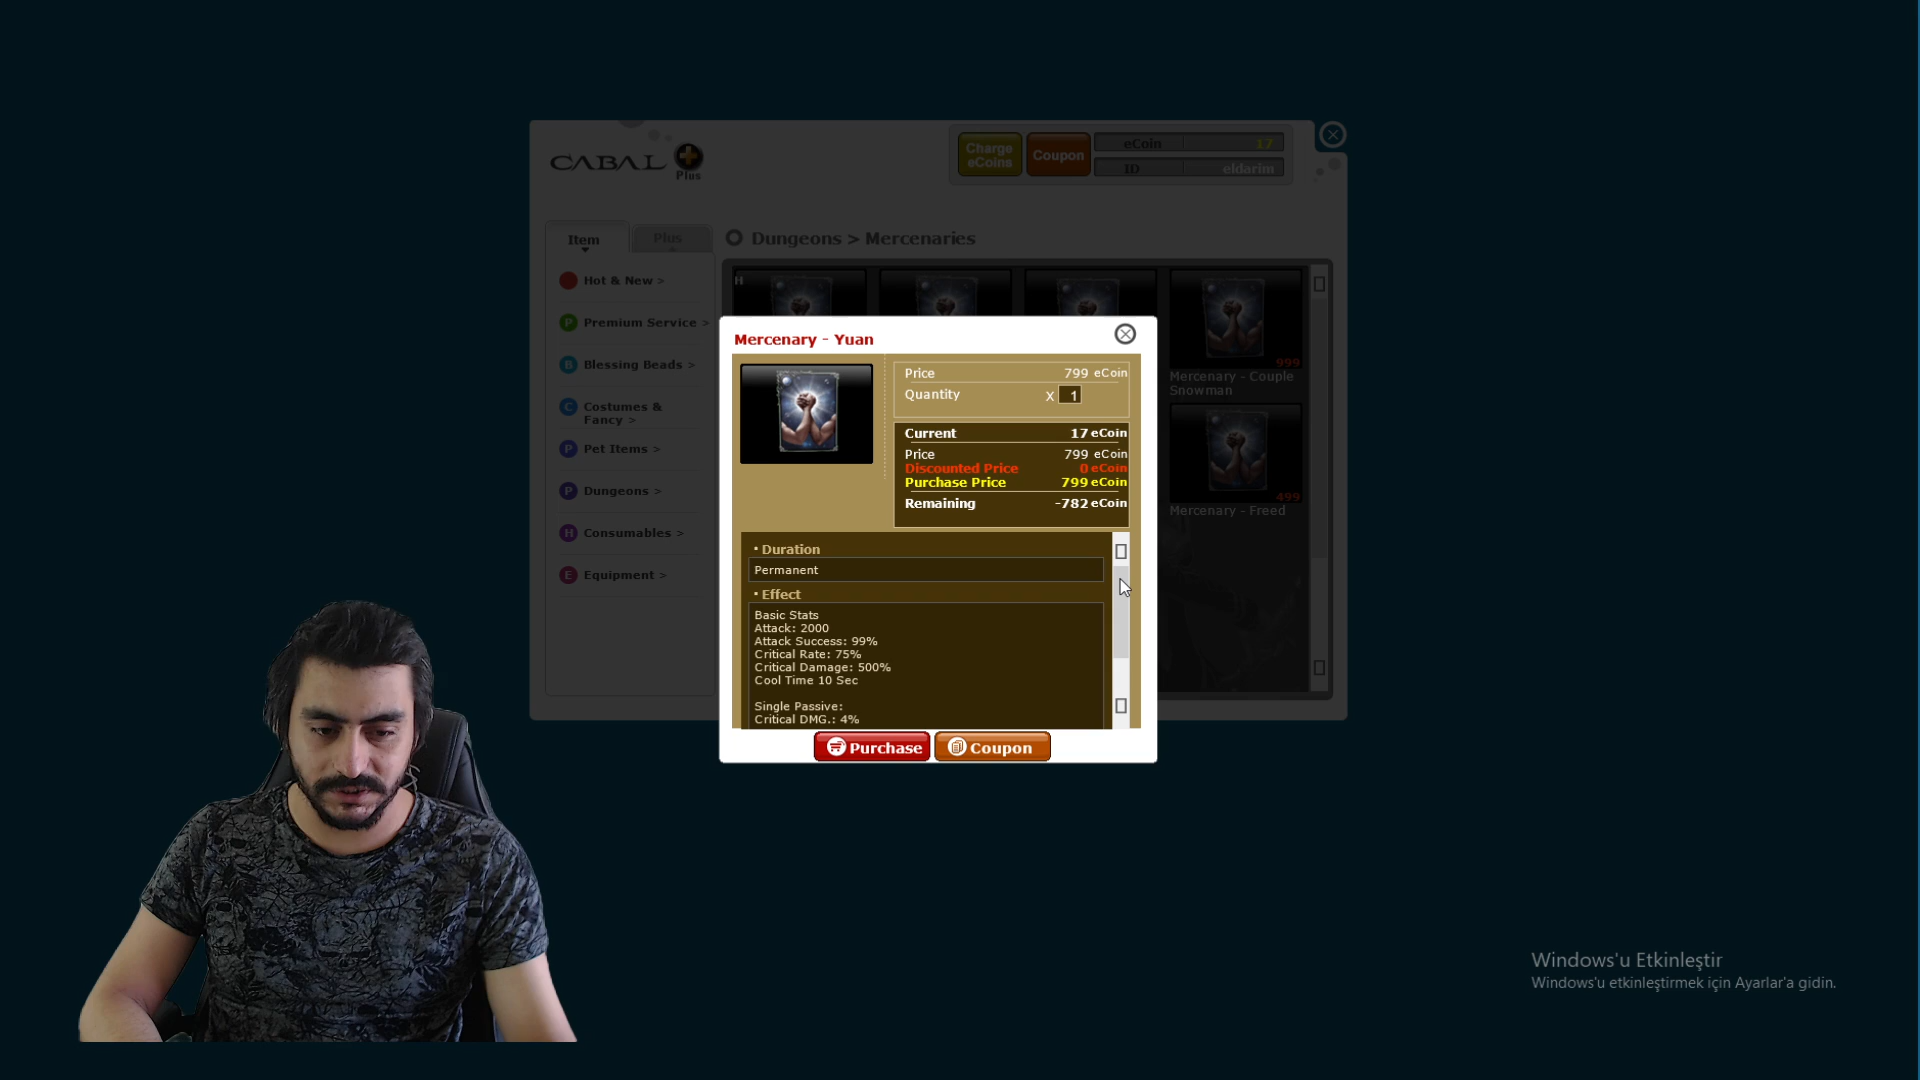 CABAL
Plus
Charge
eCoins
Coupon
eCoin 17
ID eldarim
Item
Plus
Dungeons > Mercenaries
Hot & New >
P Premium Service >
B Blessing Beads >
C Costumes &
Fancy >
P Pet Items >
P Dungeons >
H Consumables >
E Equipment >
H
999
Mercenary - Couple
Snowman
499
Mercenary - Freed
Mercenary - Yuan
Price 799 eCoin
Quantity X 1
Current 17 eCoin
Price 799 eCoin
Discounted Price 0 eCoin
Purchase Price 799 eCoin
Remaining -782 eCoin
· Duration
Permanent
· Effect
Basic Stats
Attack: 2000
Attack Success: 99%
Critical Rate: 75%
Critical Damage: 500%
Cool Time 10 Sec
Single Passive:
Critical DMG.: 4%
Purchase
Coupon
Windows'u Etkinleştir
Windows'u etkinleştirmek için Ayarlar'a gidin.